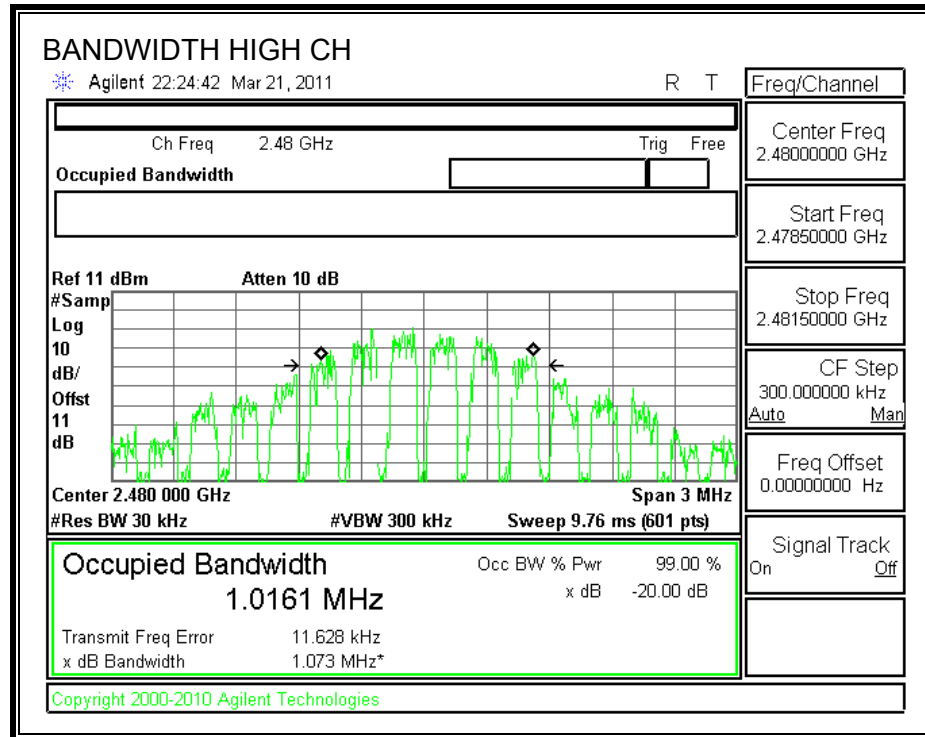 BANDWIDTH HIGH CH
Agilent 22:24:42 Mar 21, 2011 R T
Freq/Channel
Ch Freq 2.48 GHz Trig Free
Occupied Bandwidth
Center Freq
2.48000000 GHz
Start Freq
2.47850000 GHz
Stop Freq
2.48150000 GHz
CF Step
300.000000 kHz
Auto Man
Freq Offset
0.00000000 Hz
Signal Track
On Off
Ref 11 dBm Atten 10 dB
#Samp
Log
10
dB/
Offst
11
dB
Center 2.480 000 GHz Span 3 MHz
#Res BW 30 kHz #VBW 300 kHz Sweep 9.76 ms (601 pts)
Occupied Bandwidth Occ BW % Pwr 99.00 %
1.0161 MHz x dB -20.00 dB
Transmit Freq Error 11.628 kHz
x dB Bandwidth 1.073 MHz*
Copyright 2000-2010 Agilent Technologies